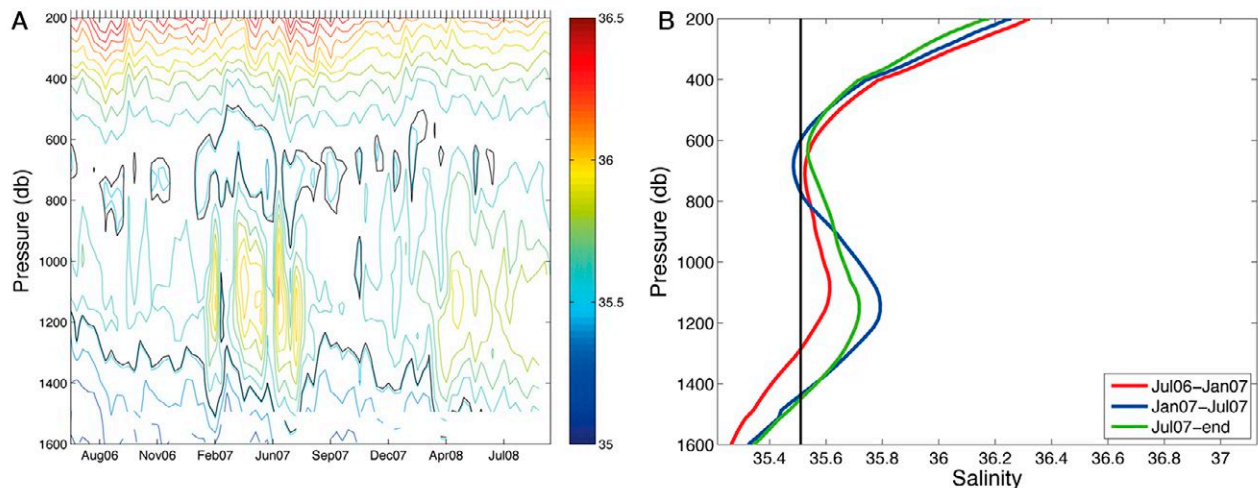 A
200
400
600
800
1000
1200
1400
1600
Pressure (db)
Aug06 Nov06 Feb07 Jun07 Sep07 Dec07 Apr08 Jul08
36.5
36
35.5
35
B
200
400
600
800
1000
1200
1400
1600
Pressure (db)
35.4 35.6 35.8 36 36.2 36.4 36.6 36.8 37
Salinity
Jul06-Jan07
Jan07-Jul07
Jul07-end